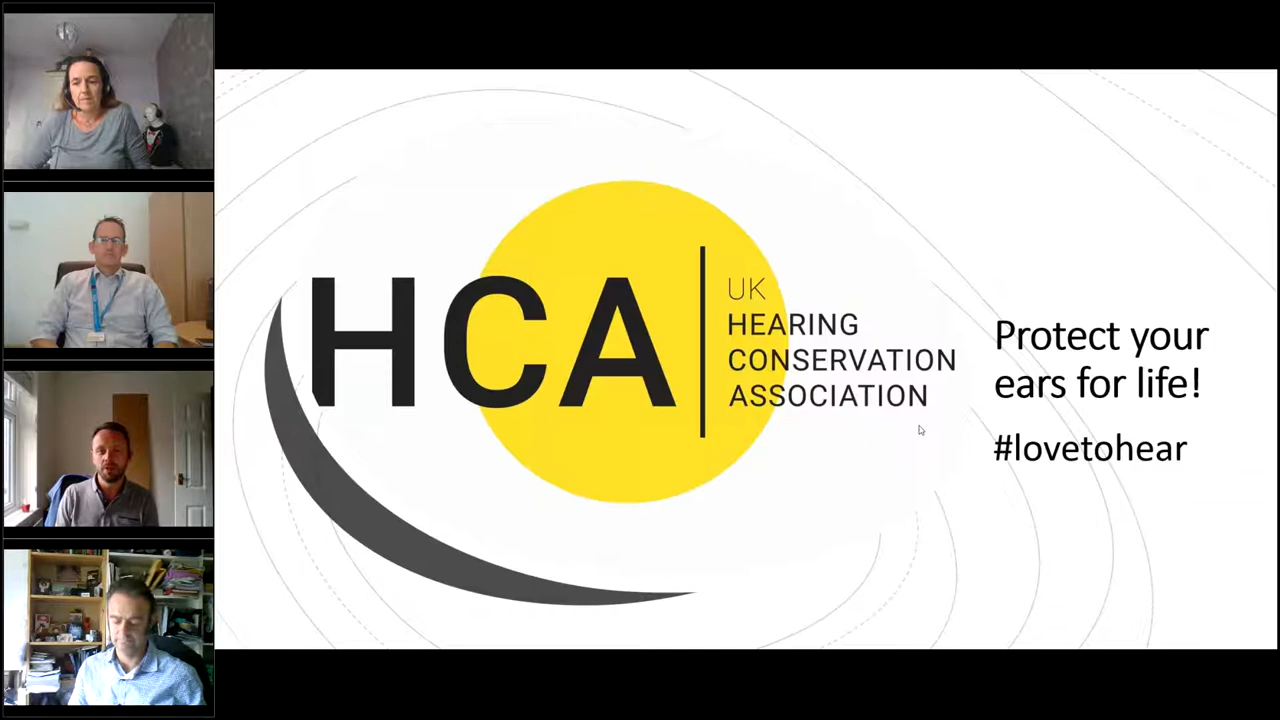 HCA
UK
HEARING
CONSERVATION
ASSOCIATION
Protect your
ears for life!
#lovetohear